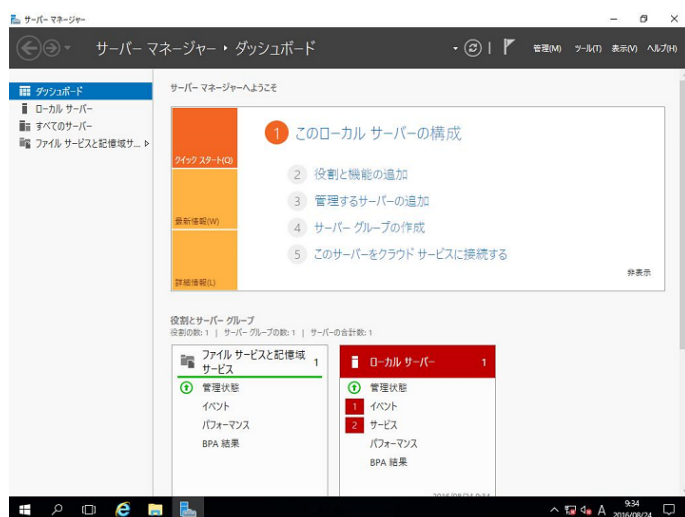 サーバー マネージャー
サーバー マネージャー・ダッシュボード
管理(M) ツール(T) 表示(V) ヘルプ(H)
ダッシュボード
ローカル サーバー
すべてのサーバー
ファイル サービスと記憶域サ...
サーバー マネージャーへようこそ
クイック スタート(Q)
最新情報(W)
詳細情報(L)
1 このローカル サーバーの構成
2 役割と機能の追加
3 管理するサーバーの追加
4 サーバー グループの作成
5 このサーバーをクラウド サービスに接続する
非表示
役割とサーバー グループ
役割の数: 1 | サーバー グループの数: 1 | サーバーの合計数: 1
ファイル サービスと記憶域
サービス
1
管理状態
イベント
パフォーマンス
BPA 結果
ローカル サーバー 1
管理状態
1 イベント
2 サービス
パフォーマンス
BPA 結果
2016/08/24 9:34
A
9:34
2016/08/24